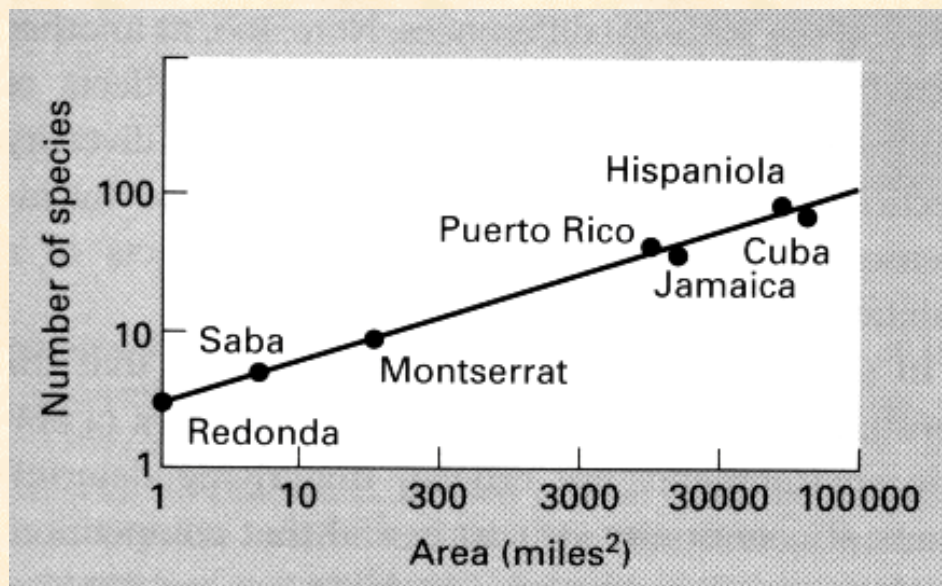 Number of species
100
10
1
Hispaniola
Puerto Rico
Cuba
Jamaica
Saba
Montserrat
Redonda
1 10 300 3000 30000 100000
Area (miles²)